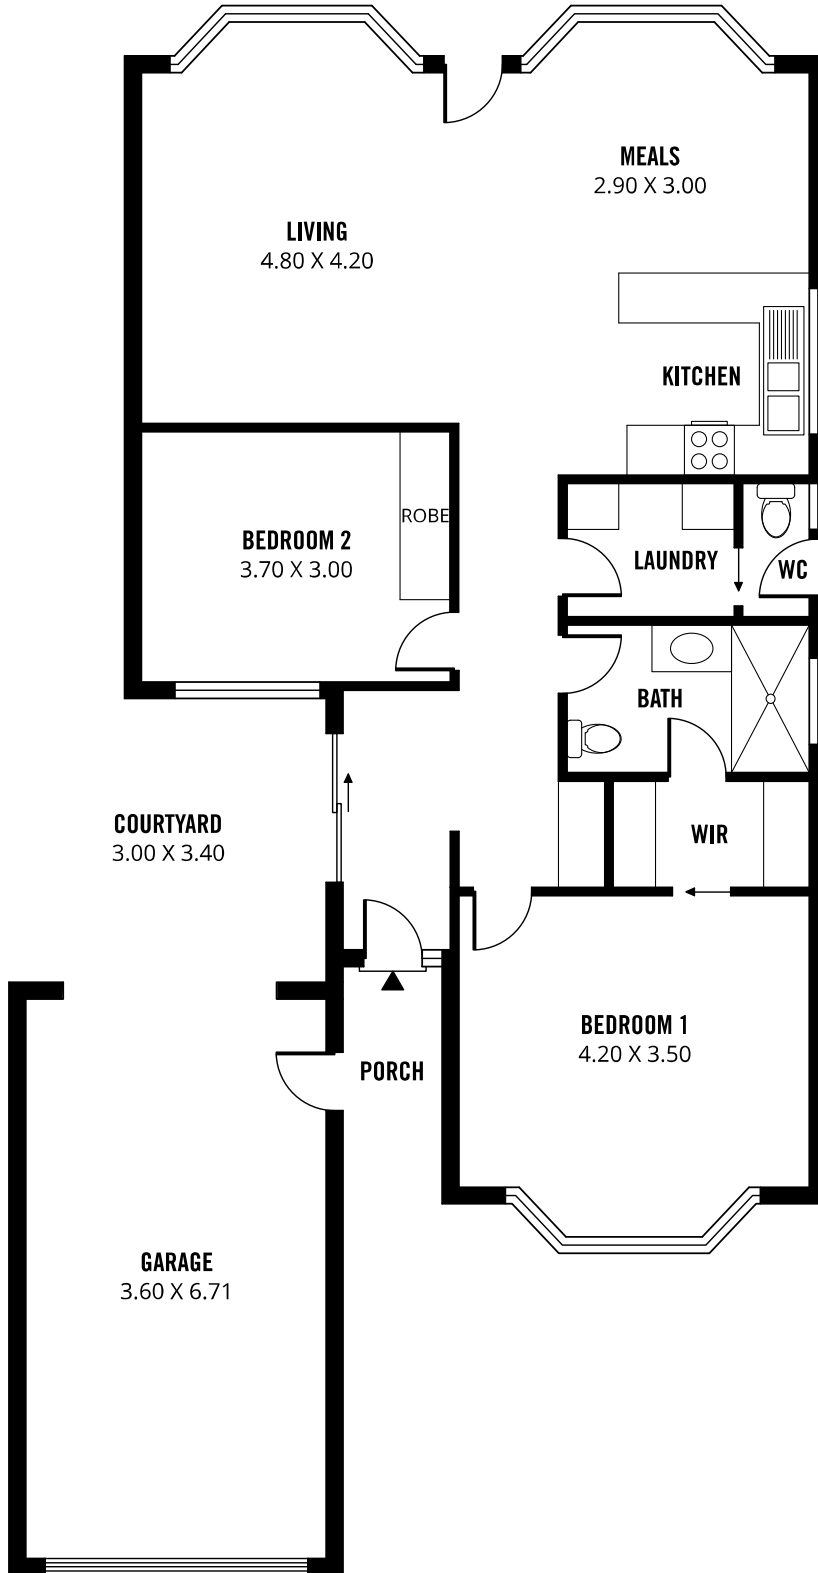 MEALS
2.90 X 3.00
LIVING
4.80 X 4.20
KITCHEN
ROBE
BEDROOM 2
3.70 X 3.00
LAUNDRY
WC
BATH
COURTYARD
3.00 X 3.40
WIR
BEDROOM 1
4.20 X 3.50
PORCH
GARAGE
3.60 X 6.71